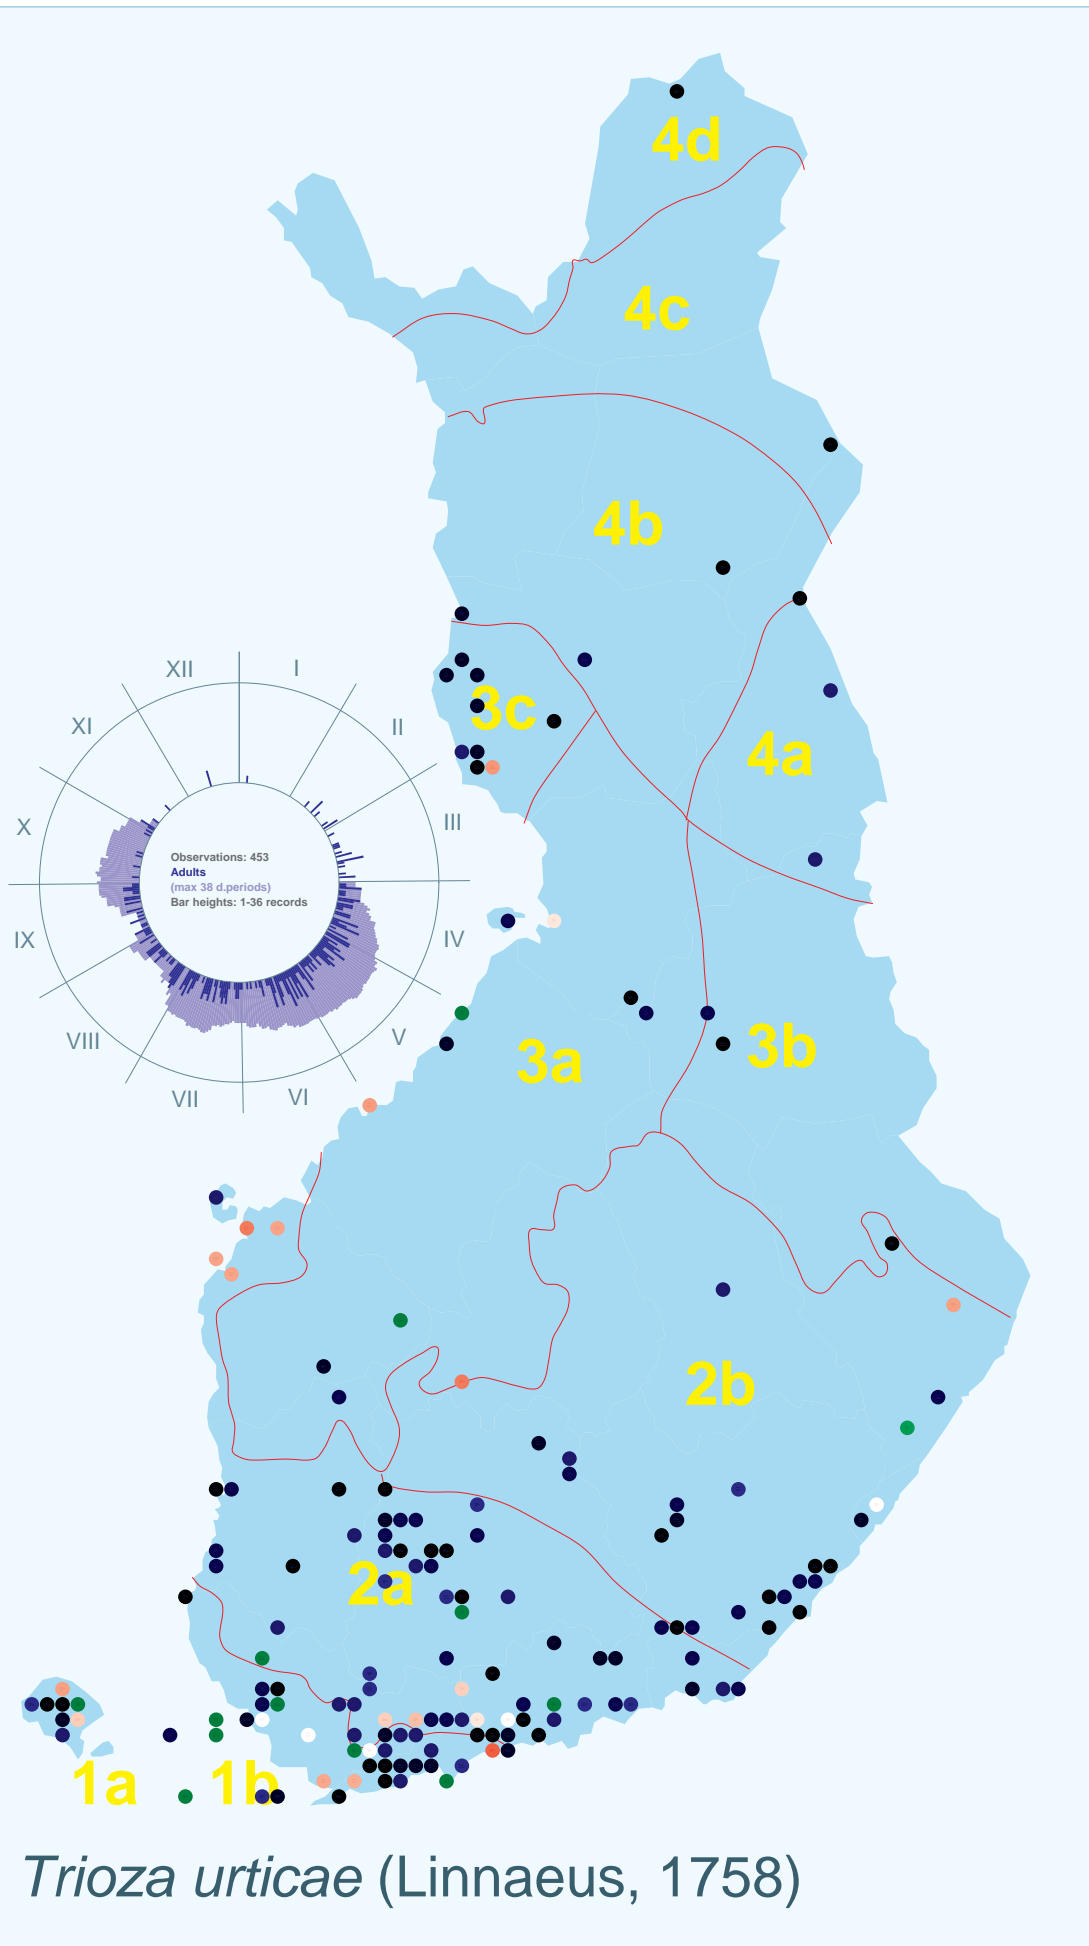 4d
4c
4b
3c
4a
XII
I
XI
II
X
III
Observations: 453
Adults
(max 38 d.periods)
Bar heights: 1-36 records
IX
IV
VIII
V
VII
VI
3a
3b
2b
2a
1a
1b
Trioza urticae (Linnaeus, 1758)